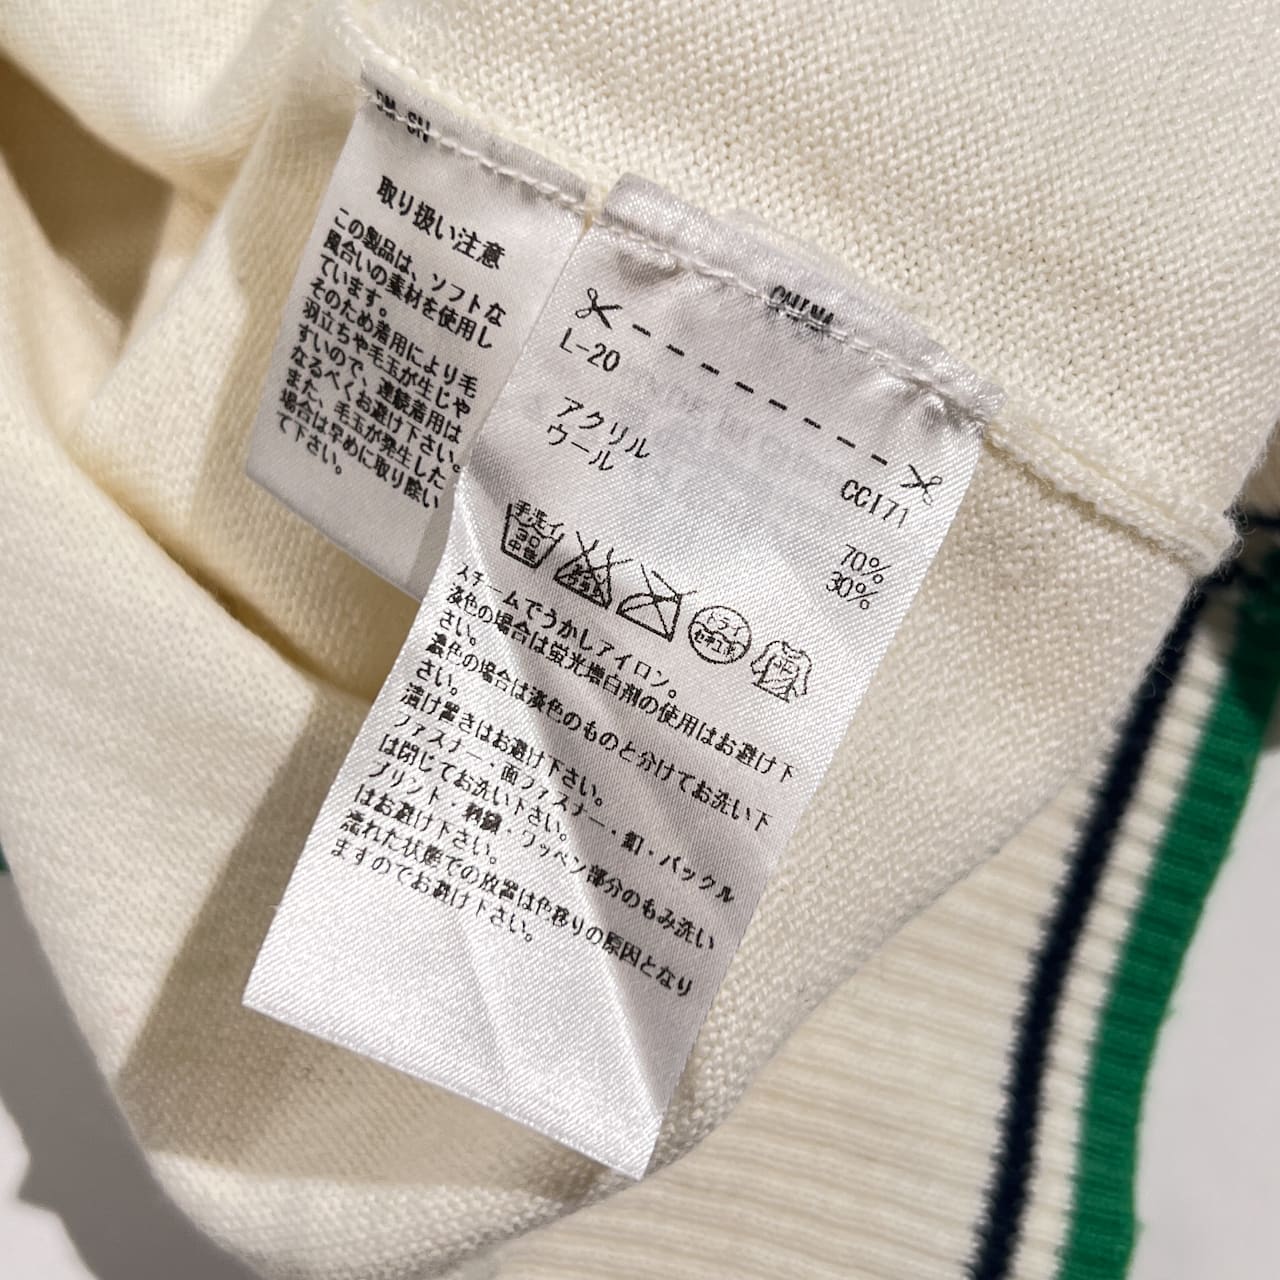 取り扱い注意
この製品は、ソフトな
風合いの素材を使用し
ています。
そのため着用により毛
羽立ちや毛玉が生じや
すいので、連続着用は
なるべくお避け下さい。
また、毛玉が発生した
場合は早めに取り除い
て下さい。
L-20
CC171
アクリル 70%
ウール 30%
手洗イ
30
中性
スチームでうかしアイロン。
淡色の場合は蛍光増白剤の使用はお避け下
さい。
濃色の場合は淡色のものと分けてお洗い下
さい。
漬け置きはお避け下さい。
ファスナー・面ファスナー・釦・バックル
は閉じてお洗い下さい。
プリント・刺繍・ワッペン部分のもみ洗い
はお避け下さい。
濡れた状態での放置は色移りの原因となり
ますのでお避け下さい。